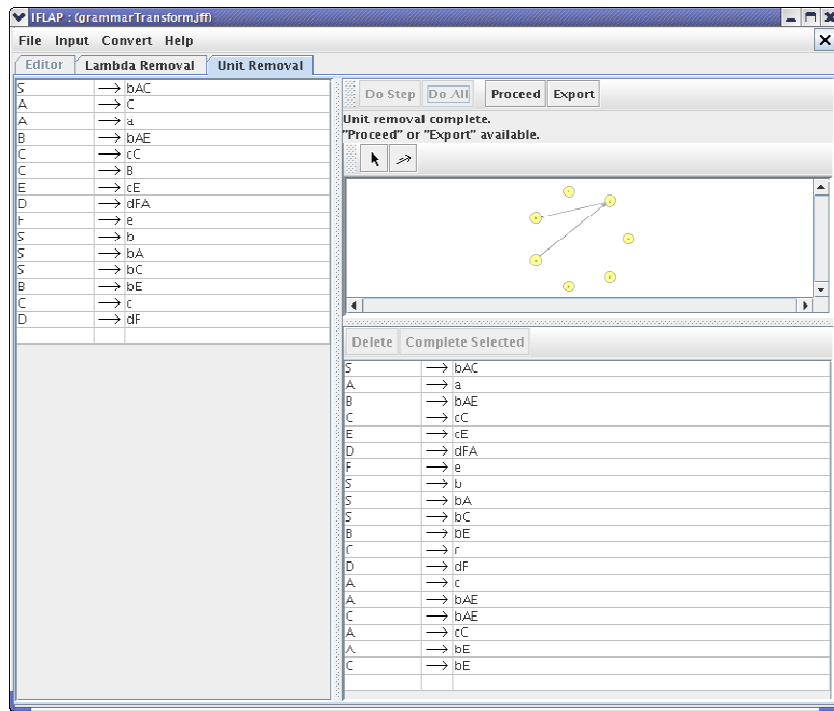 JFLAP : (grammarTransform.jff)
File Input Convert Help
Editor Lambda Removal Unit Removal
S → bAC
A → C
A → a
B → bAE
C → cC
C → B
E → cE
D → dFA
F → e
S → b
S → bA
S → bC
B → bE
C → c
D → dF
Do Step Do All Proceed Export
Unit removal complete.
"Proceed" or "Export" available.
Delete Complete Selected
S → bAC
A → a
B → bAE
C → cC
E → cE
D → dFA
F → e
S → b
S → bA
S → bC
B → bE
C → c
D → dF
A → c
A → bAE
C → bAE
A → cC
A → bE
C → bE